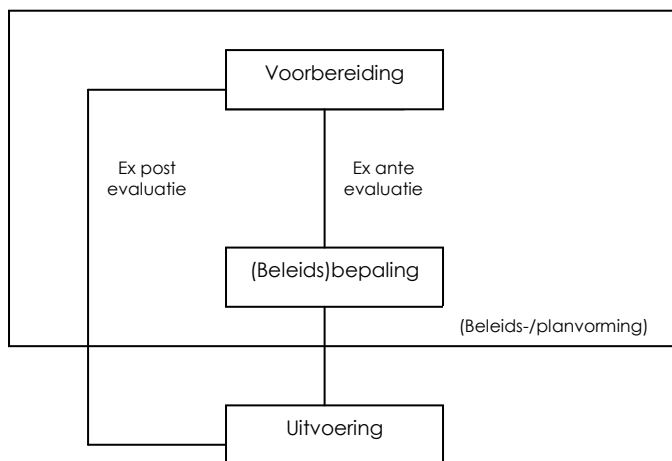 Voorbereiding
Ex post
evaluatie
Ex ante
evaluatie
(Beleids)bepaling
(Beleids-/planvorming)
Uitvoering